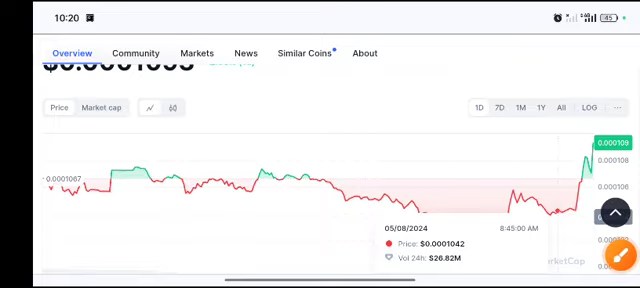 10:20
45
Overview Community Markets News Similar Coins About
Price Market cap 1D 7D 1M 1Y All LOG ...
0.000109
0.000108
0.0001067
0.000106
05/08/2024 8:45:00 AM
Price: $0.0001042
Vol 24h: $26.82M